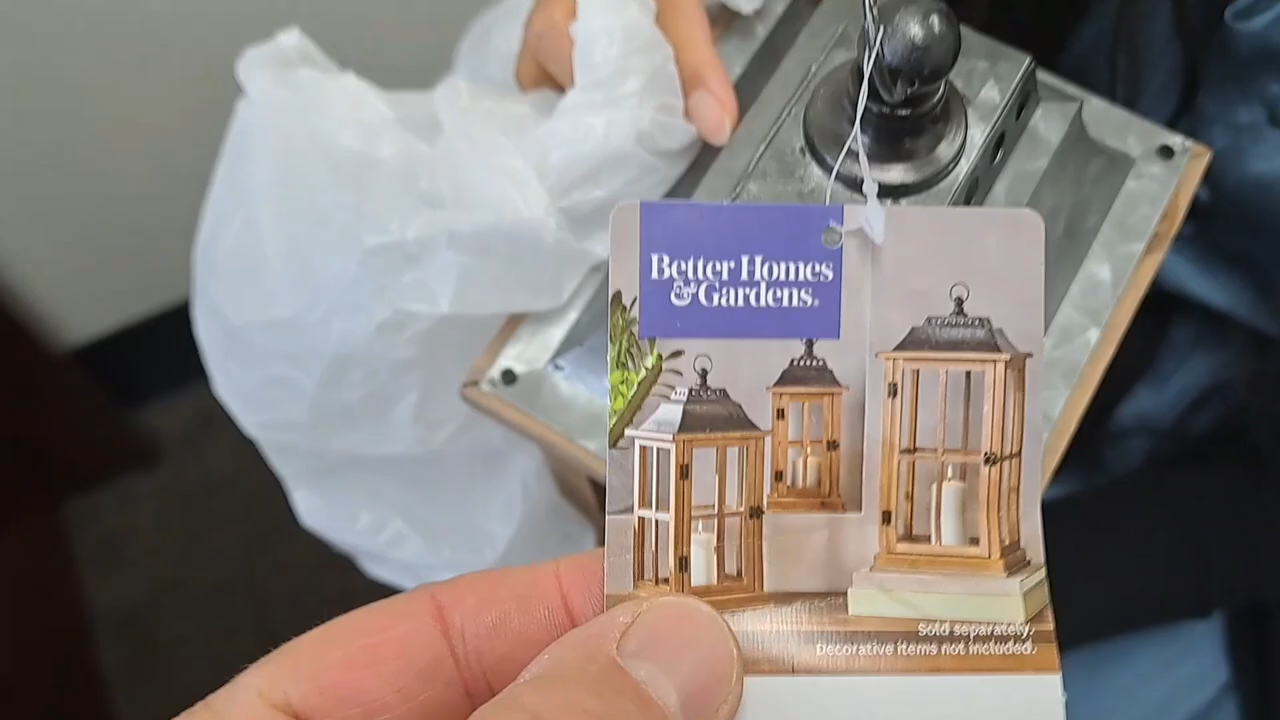 Better Homes
& Gardens®
Sold separately.
Decorative items not included.